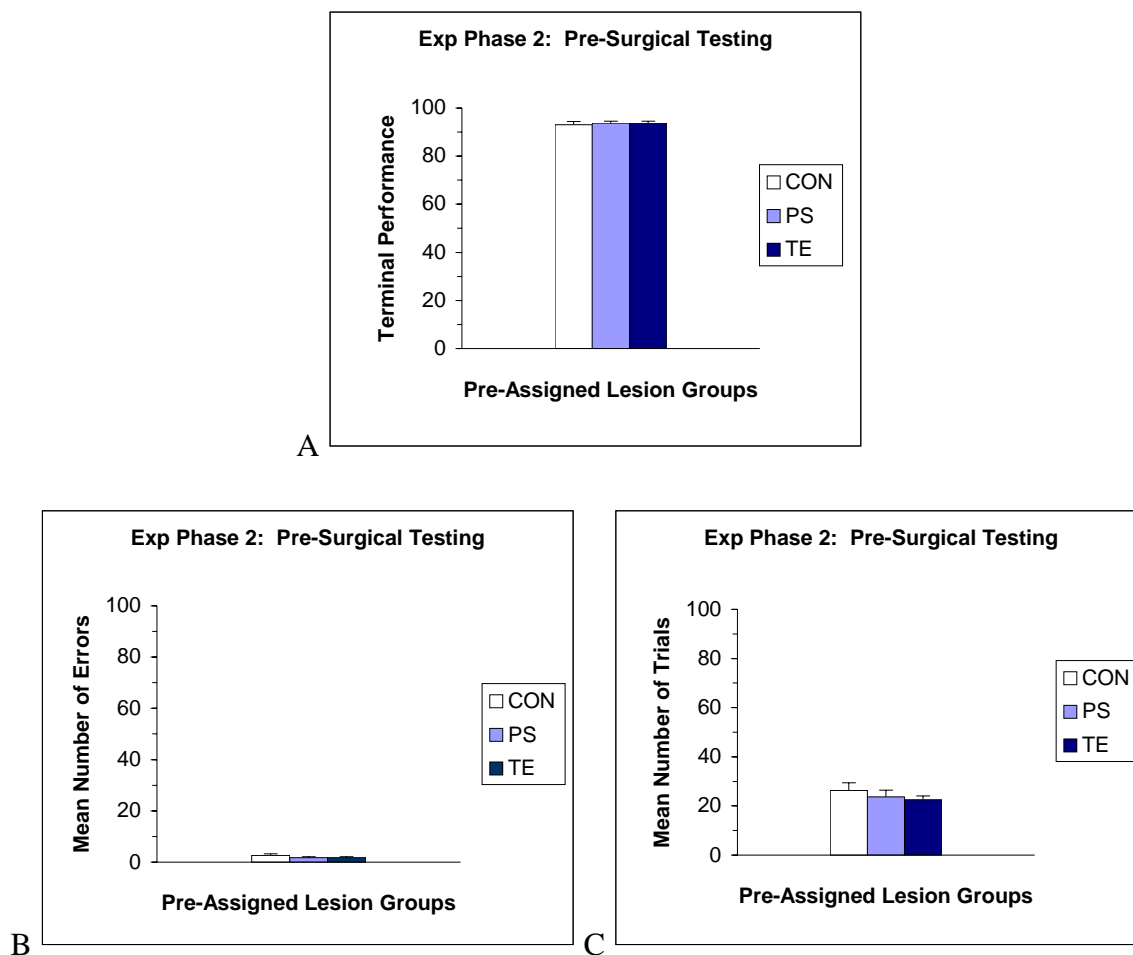 Exp Phase 2: Pre-Surgical Testing
100
80
60
40
20
0
Terminal Performance
CON
PS
TE
Pre-Assigned Lesion Groups
A
Exp Phase 2: Pre-Surgical Testing
100
80
60
40
20
0
Mean Number of Errors
CON
PS
TE
Pre-Assigned Lesion Groups
B
Exp Phase 2: Pre-Surgical Testing
100
80
60
40
20
0
Mean Number of Trials
CON
PS
TE
Pre-Assigned Lesion Groups
C